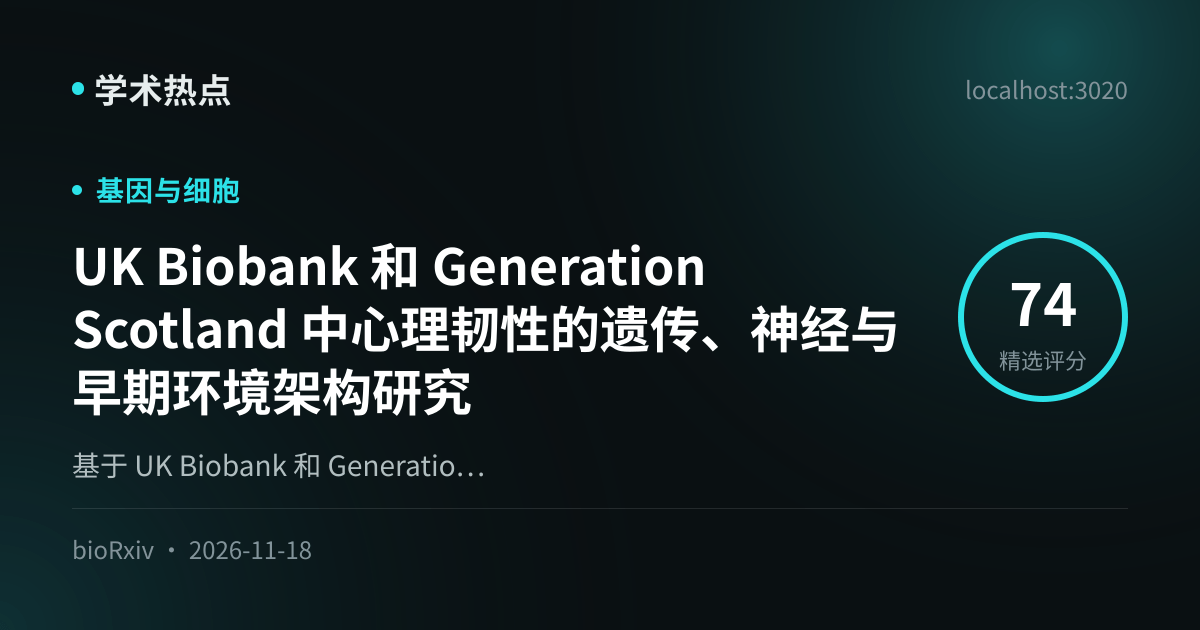 学术热点
localhost:3020
基因与细胞
UK Biobank 和 Generation
Scotland 中心理韧性的遗传、神经与
早期环境架构研究
74
精选评分
基于 UK Biobank 和 Generatio…
bioRxiv · 2026-11-18